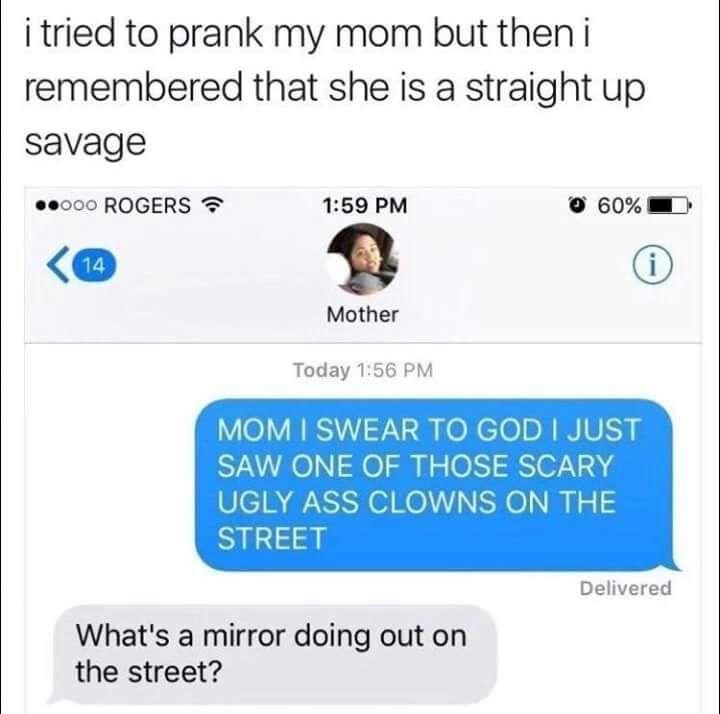 i tried to prank my mom but then i
remembered that she is a straight up
savage
ROGERS 1:59 PM 60%
14
i
Mother
Today 1:56 PM
MOM I SWEAR TO GOD I JUST
SAW ONE OF THOSE SCARY
UGLY ASS CLOWNS ON THE
STREET
Delivered
What's a mirror doing out on
the street?